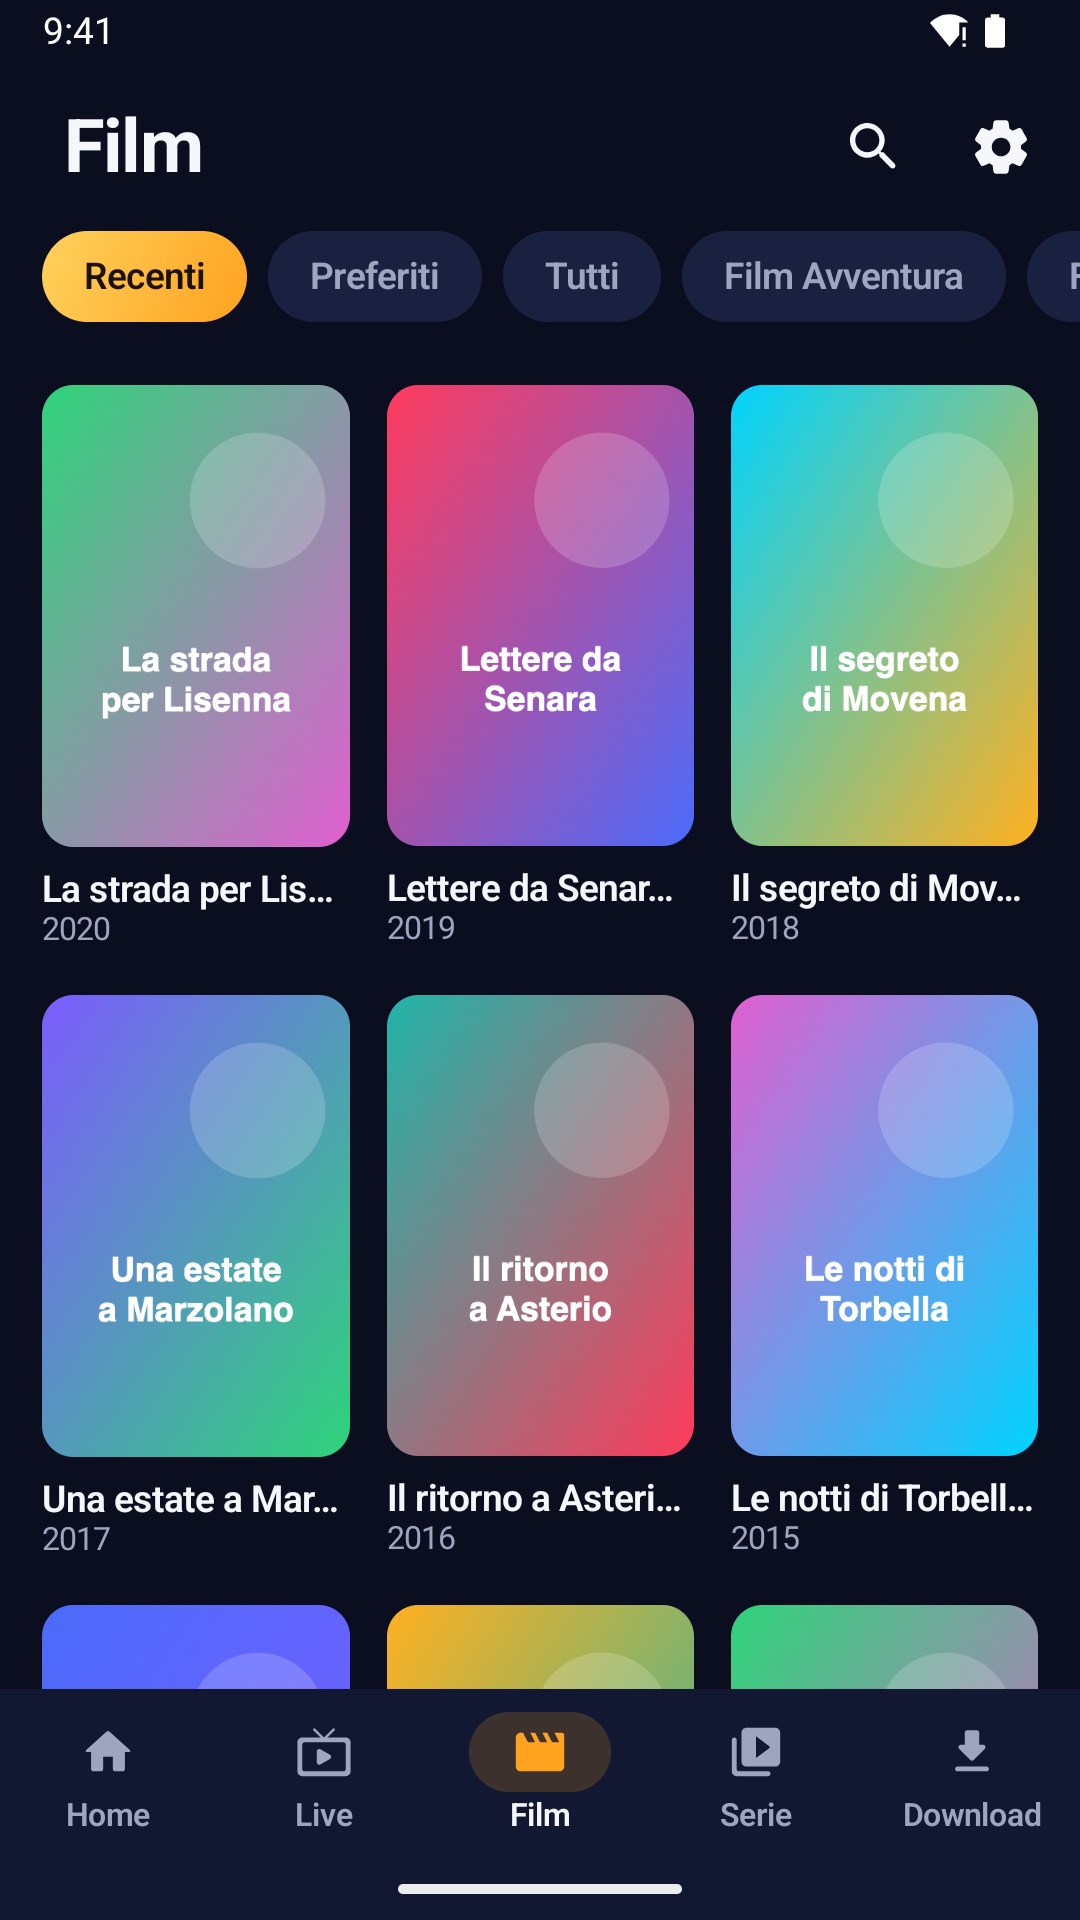 9:41
Film
Recenti
Preferiti
Tutti
Film Avventura
La strada
per Lisenna
Lettere da
Senara
Il segreto
di Movena
La strada per Lis...
2020
Lettere da Senar...
2019
Il segreto di Mov...
2018
Una estate
a Marzolano
Il ritorno
a Asterio
Le notti di
Torbella
Una estate a Mar...
2017
Il ritorno a Asteri...
2016
Le notti di Torbell...
2015
Home
Live
Film
Serie
Download